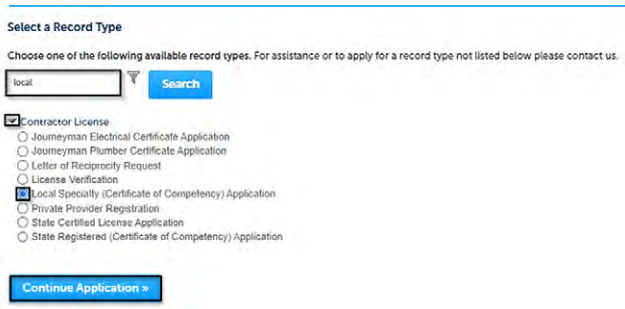 Select a Record Type
Choose one of the following available record types. For assistance or to apply for a record type not listed below please contact us.
local
Search
Contractor License
Journeyman Electrical Certificate Application
Journeyman Plumber Certificate Application
Letter of Reciprocity Request
License Verification
Local Specialty (Certificate of Competency) Application
Private Provider Registration
State Certified License Application
State Registered (Certificate of Competency) Application
Continue Application »